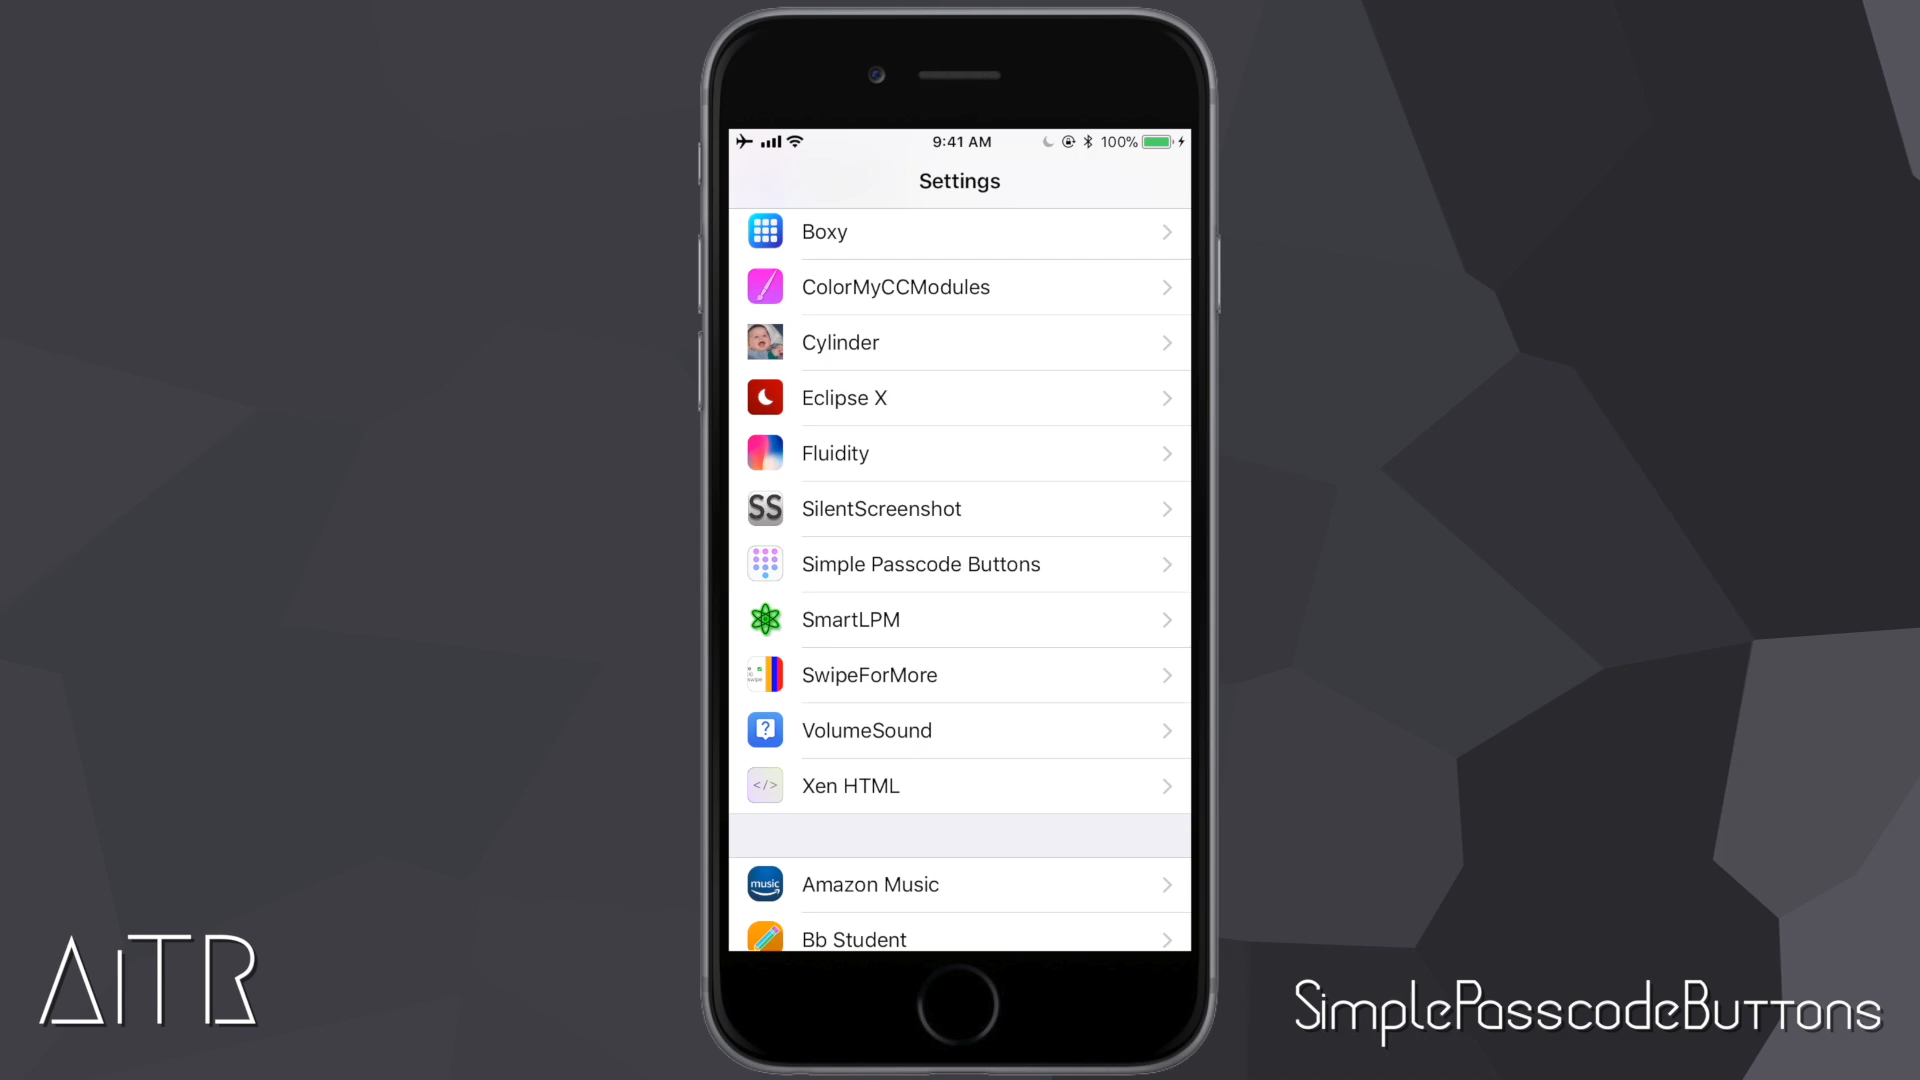 9:41 AM
100%
Settings
Boxy
ColorMyCCModules
Cylinder
Eclipse X
Fluidity
SS
SilentScreenshot
Simple Passcode Buttons
SmartLPM
SwipeForMore
?
VolumeSound
</>
Xen HTML
music
Amazon Music
Bb Student
AiTR
SimplePasscodeButtons